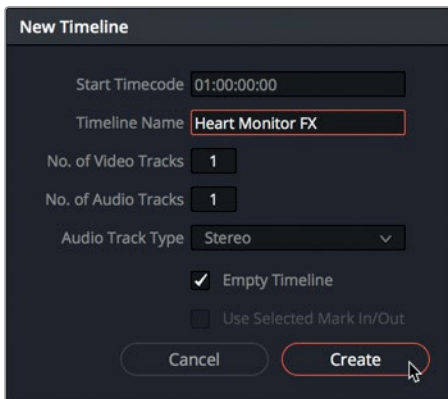 New Timeline
Start Timecode 01:00:00:00
Timeline Name Heart Monitor FX
No. of Video Tracks 1
No. of Audio Tracks 1
Audio Track Type Stereo
Empty Timeline
Use Selected Mark In/Out
Cancel Create